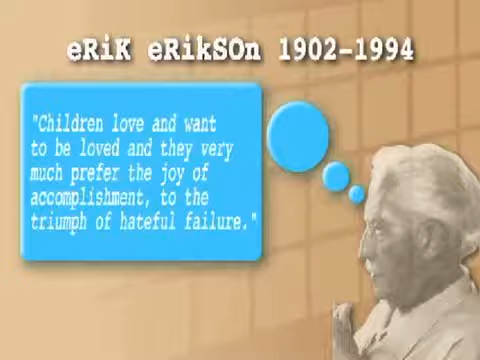 eRiK eRikSOn 1902-1994
"Children love and want
to be loved and they very
much prefer the joy of
accomplishment, to the
triumph of hateful failure."